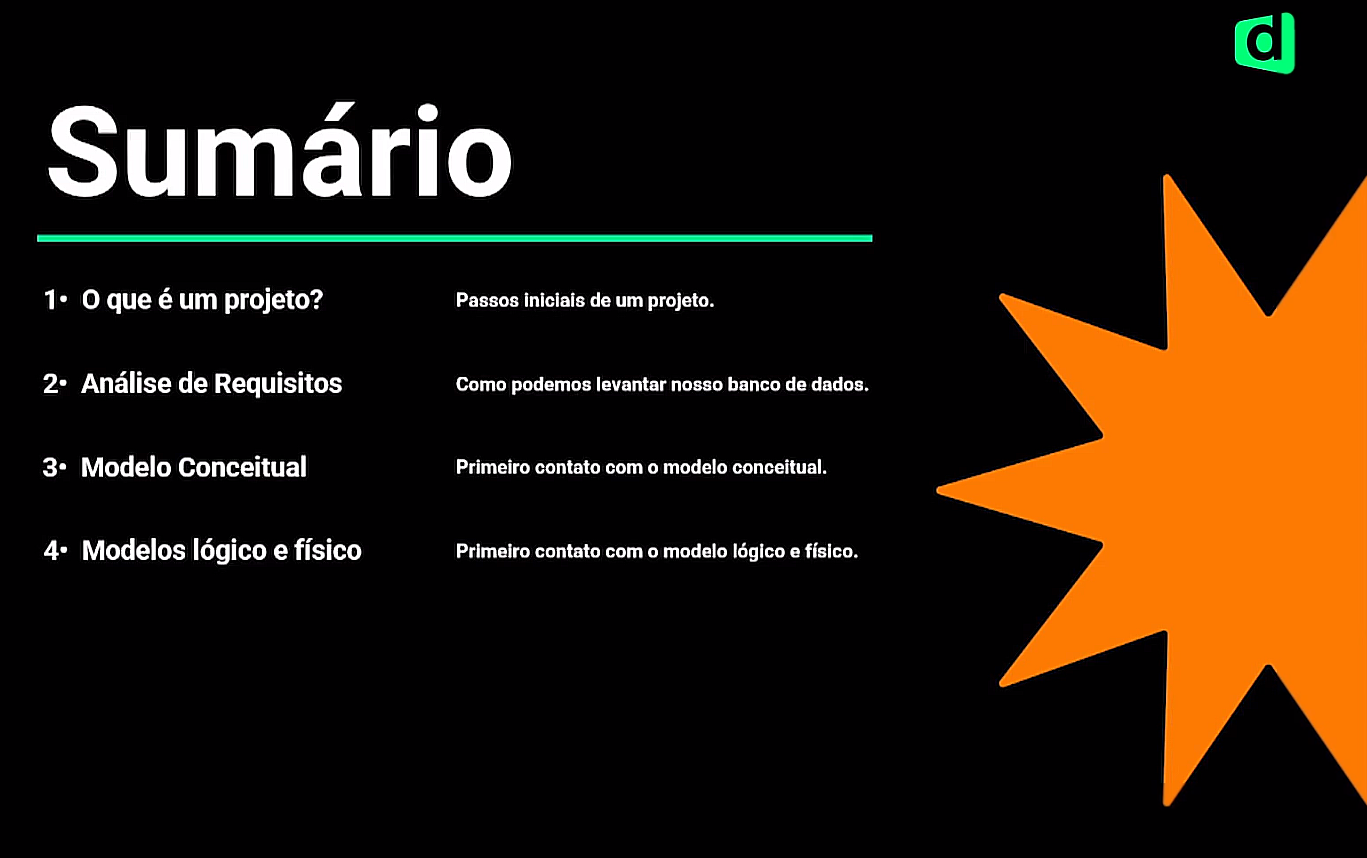 d
Sumário
1• O que é um projeto? Passos iniciais de um projeto.
2• Análise de Requisitos Como podemos levantar nosso banco de dados.
3• Modelo Conceitual Primeiro contato com o modelo conceitual.
4• Modelos lógico e físico Primeiro contato com o modelo lógico e físico.